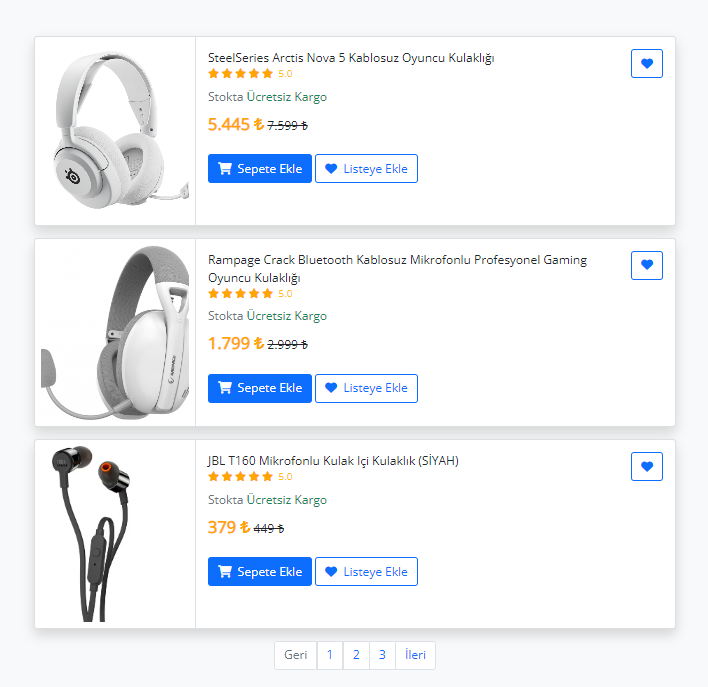 SteelSeries Arctis Nova 5 Kablosuz Oyuncu Kulaklığı
5.0
Stokta Ücretsiz Kargo
5.445 ₺ 7.599 ₺
Sepete Ekle Listeye Ekle
Rampage Crack Bluetooth Kablosuz Mikrofonlu Profesyonel Gaming
Oyuncu Kulaklığı
5.0
Stokta Ücretsiz Kargo
1.799 ₺ 2.999 ₺
Sepete Ekle Listeye Ekle
JBL T160 Mikrofonlu Kulak Içi Kulaklık (SİYAH)
5.0
Stokta Ücretsiz Kargo
379 ₺ 449 ₺
Sepete Ekle Listeye Ekle
Geri 1 2 3 İleri